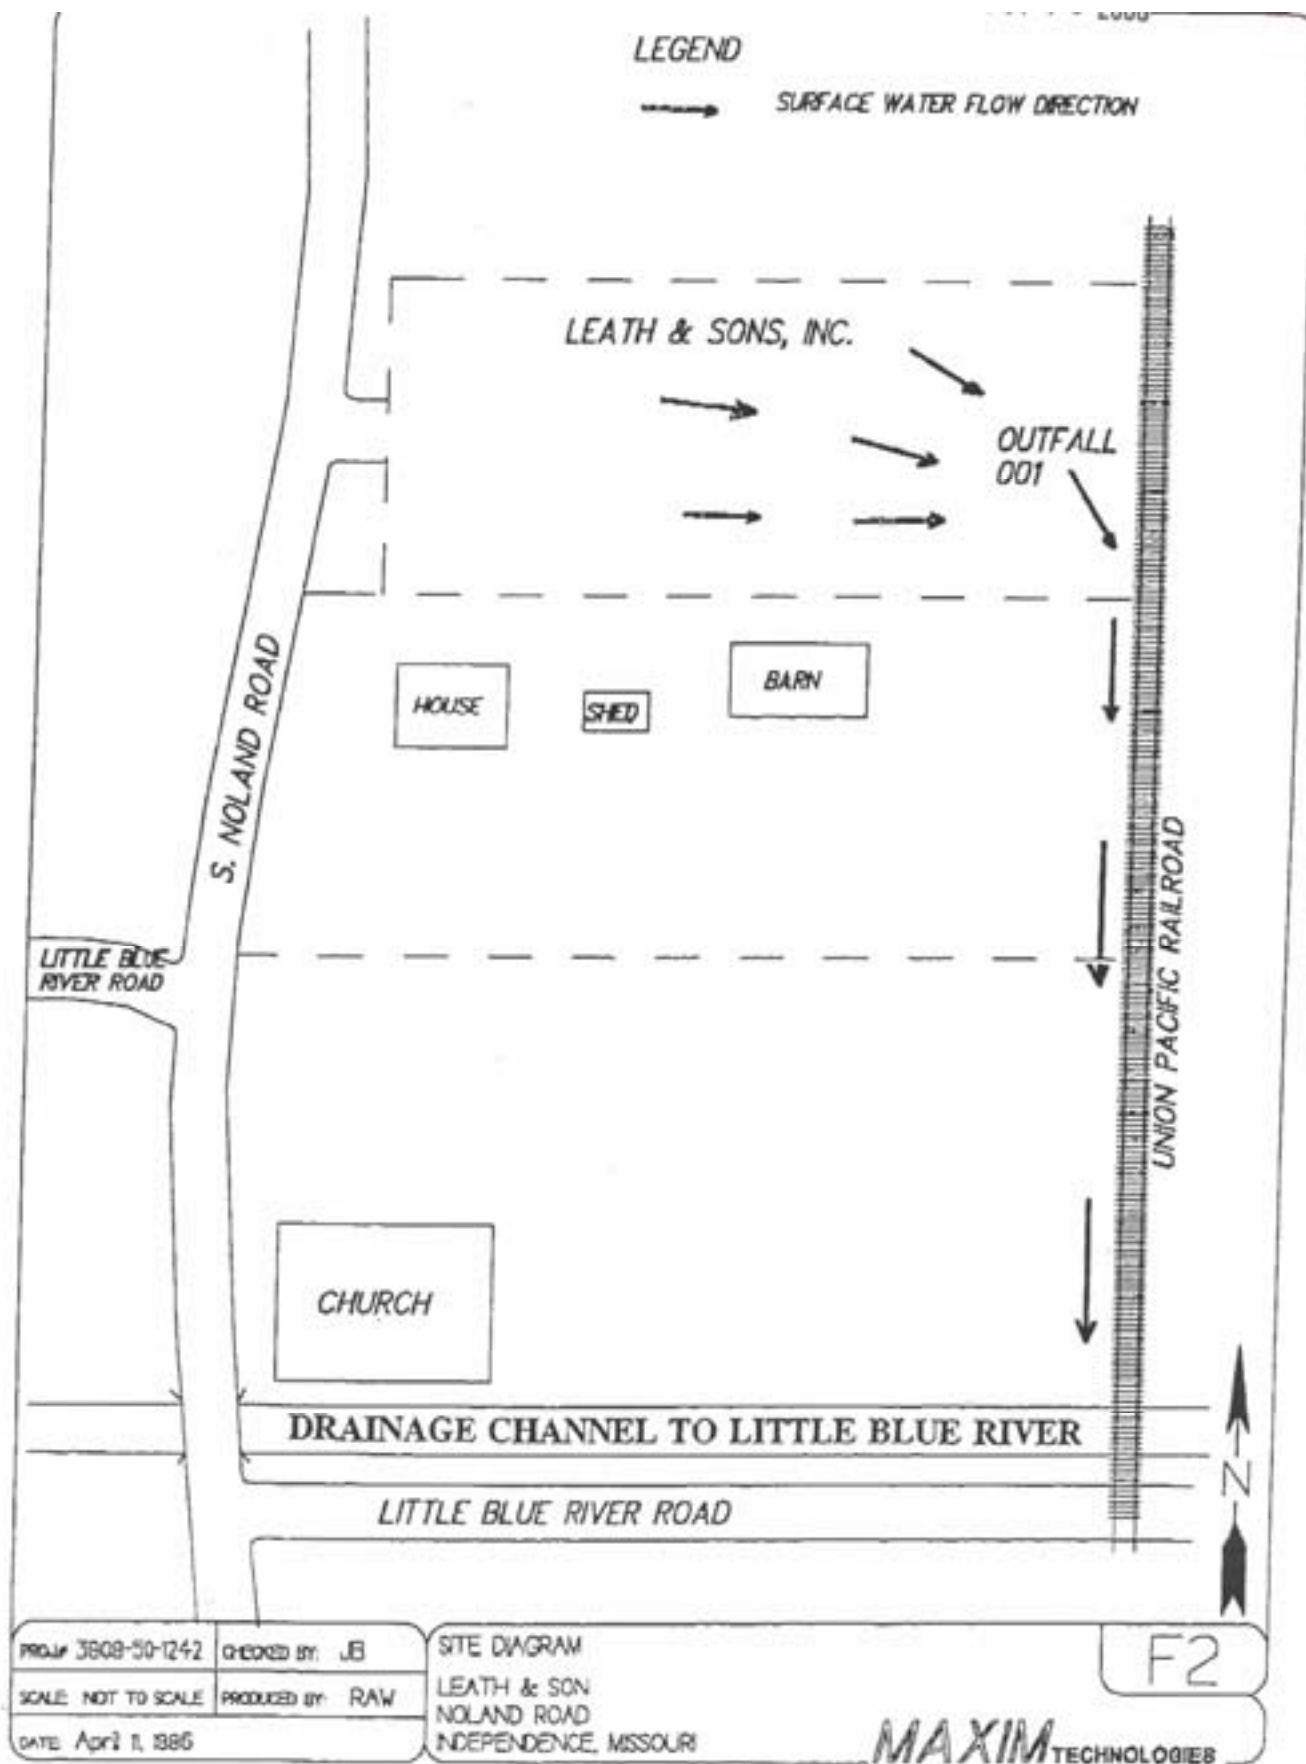 LEGEND
SURFACE WATER FLOW DIRECTION
LEATH & SONS, INC.
OUTFALL
001
S. NOLAND ROAD
HOUSE
SHED
BARN
UNION PACIFIC RAILROAD
LITTLE BLUE
RIVER ROAD
CHURCH
DRAINAGE CHANNEL TO LITTLE BLUE RIVER
LITTLE BLUE RIVER ROAD
N
PROJ# 3808-50-1242
CHECKED BY: JB
SCALE: NOT TO SCALE
PRODUCED BY: RAW
DATE: April 11,
SITE DIAGRAM
LEATH & SON
NOLAND ROAD
INDEPENDENCE, MISSOURI
F2
MAXIM TECHNOLOGIES